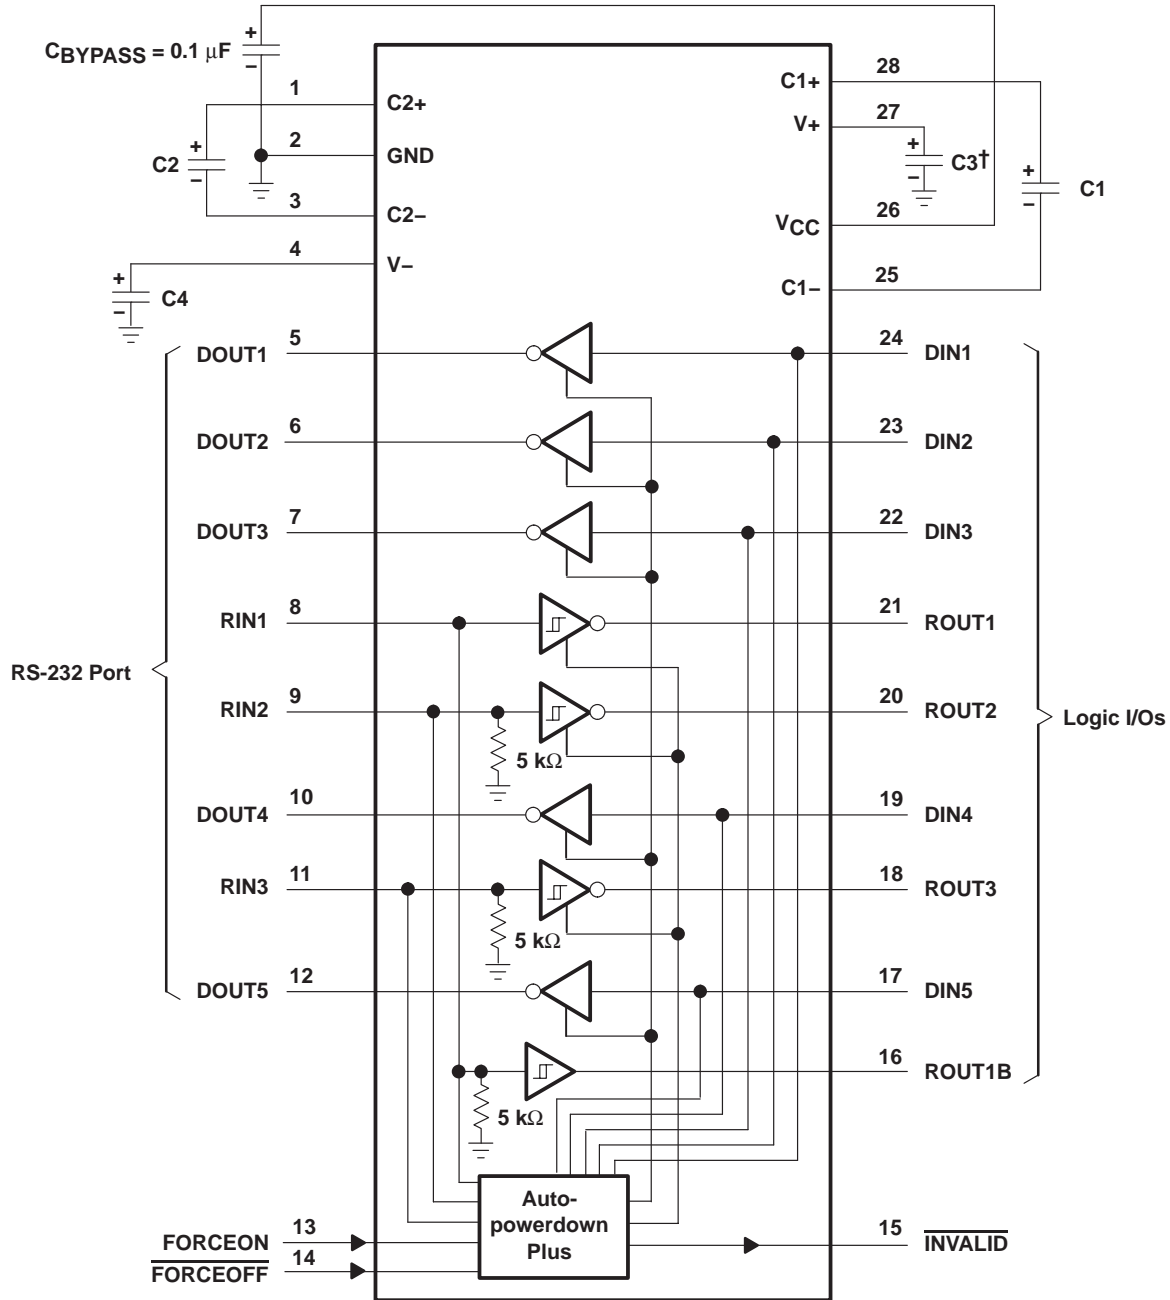 CBYPASS = 0.1 μF
+
−
1
C2+
C1+
28
2
GND
V+
27
C2
+
−
C3†
+
−
C1
+
−
3
C2−
VCC
26
4
V−
C1−
25
C4
+
−
DOUT1
5
24
DIN1
DOUT2
6
23
DIN2
DOUT3
7
22
DIN3
RIN1
8
21
ROUT1
RS-232 Port
Logic I/Os
RIN2
9
20
ROUT2
5 kΩ
DOUT4
10
19
DIN4
RIN3
11
18
ROUT3
5 kΩ
DOUT5
12
17
DIN5
16
ROUT1B
5 kΩ
Auto-
powerdown
Plus
FORCEON
13
15
INVALID
FORCEOFF
14